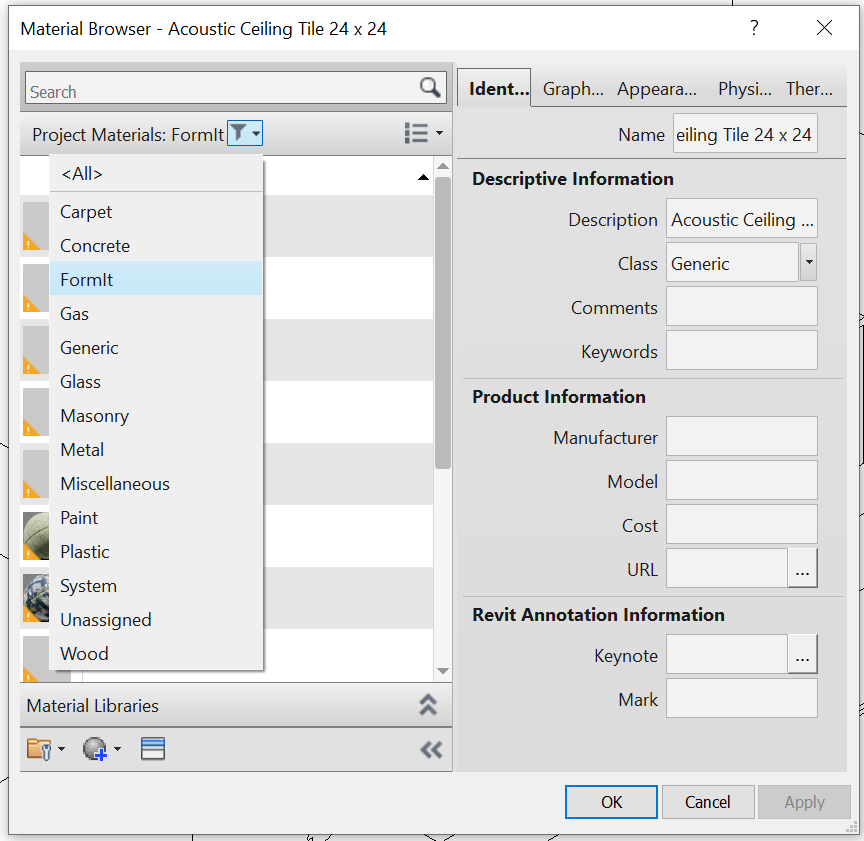 Material Browser - Acoustic Ceiling Tile 24 x 24
?
Search
Project Materials: FormIt
<All>
Carpet
Concrete
FormIt
Gas
Generic
Glass
Masonry
Metal
Miscellaneous
Paint
Plastic
System
Unassigned
Wood
Material Libraries
Ident... Graph... Appeara... Physi... Ther...
Name eiling Tile 24 x 24
Descriptive Information
Description Acoustic Ceiling ...
Class Generic
Comments
Keywords
Product Information
Manufacturer
Model
Cost
URL ...
Revit Annotation Information
Keynote ...
Mark
OK Cancel Apply